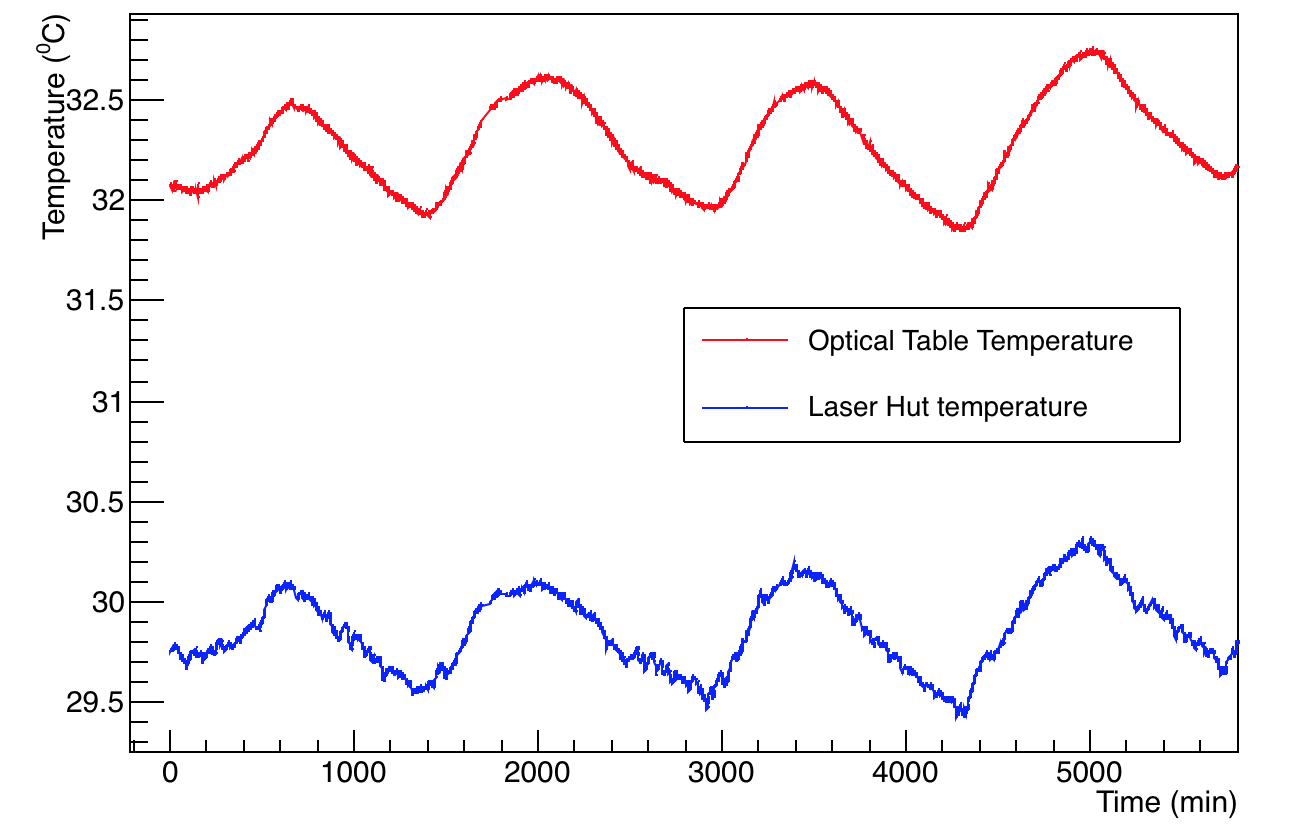 Temperature (⁰C)
32.5
32
31.5
31
30.5
30
29.5
Optical Table Temperature
Laser Hut temperature
0 1000 2000 3000 4000 5000
Time (min)